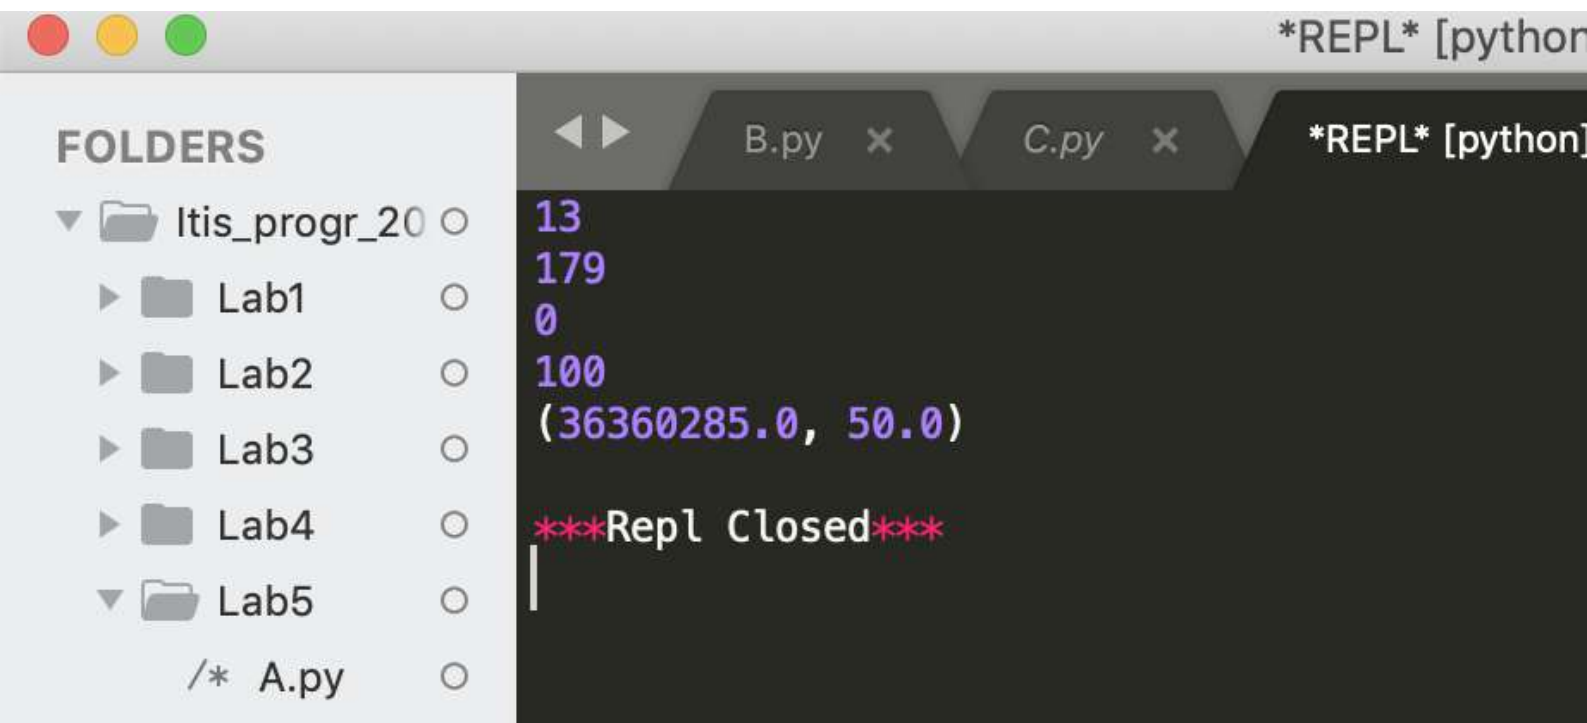 *REPL* [python
FOLDERS
Itis_progr_20
Lab1
Lab2
Lab3
Lab4
Lab5
/* A.py
B.py ×
C.py ×
*REPL* [python]
13
179
0
100
(36360285.0, 50.0)
***Repl Closed***